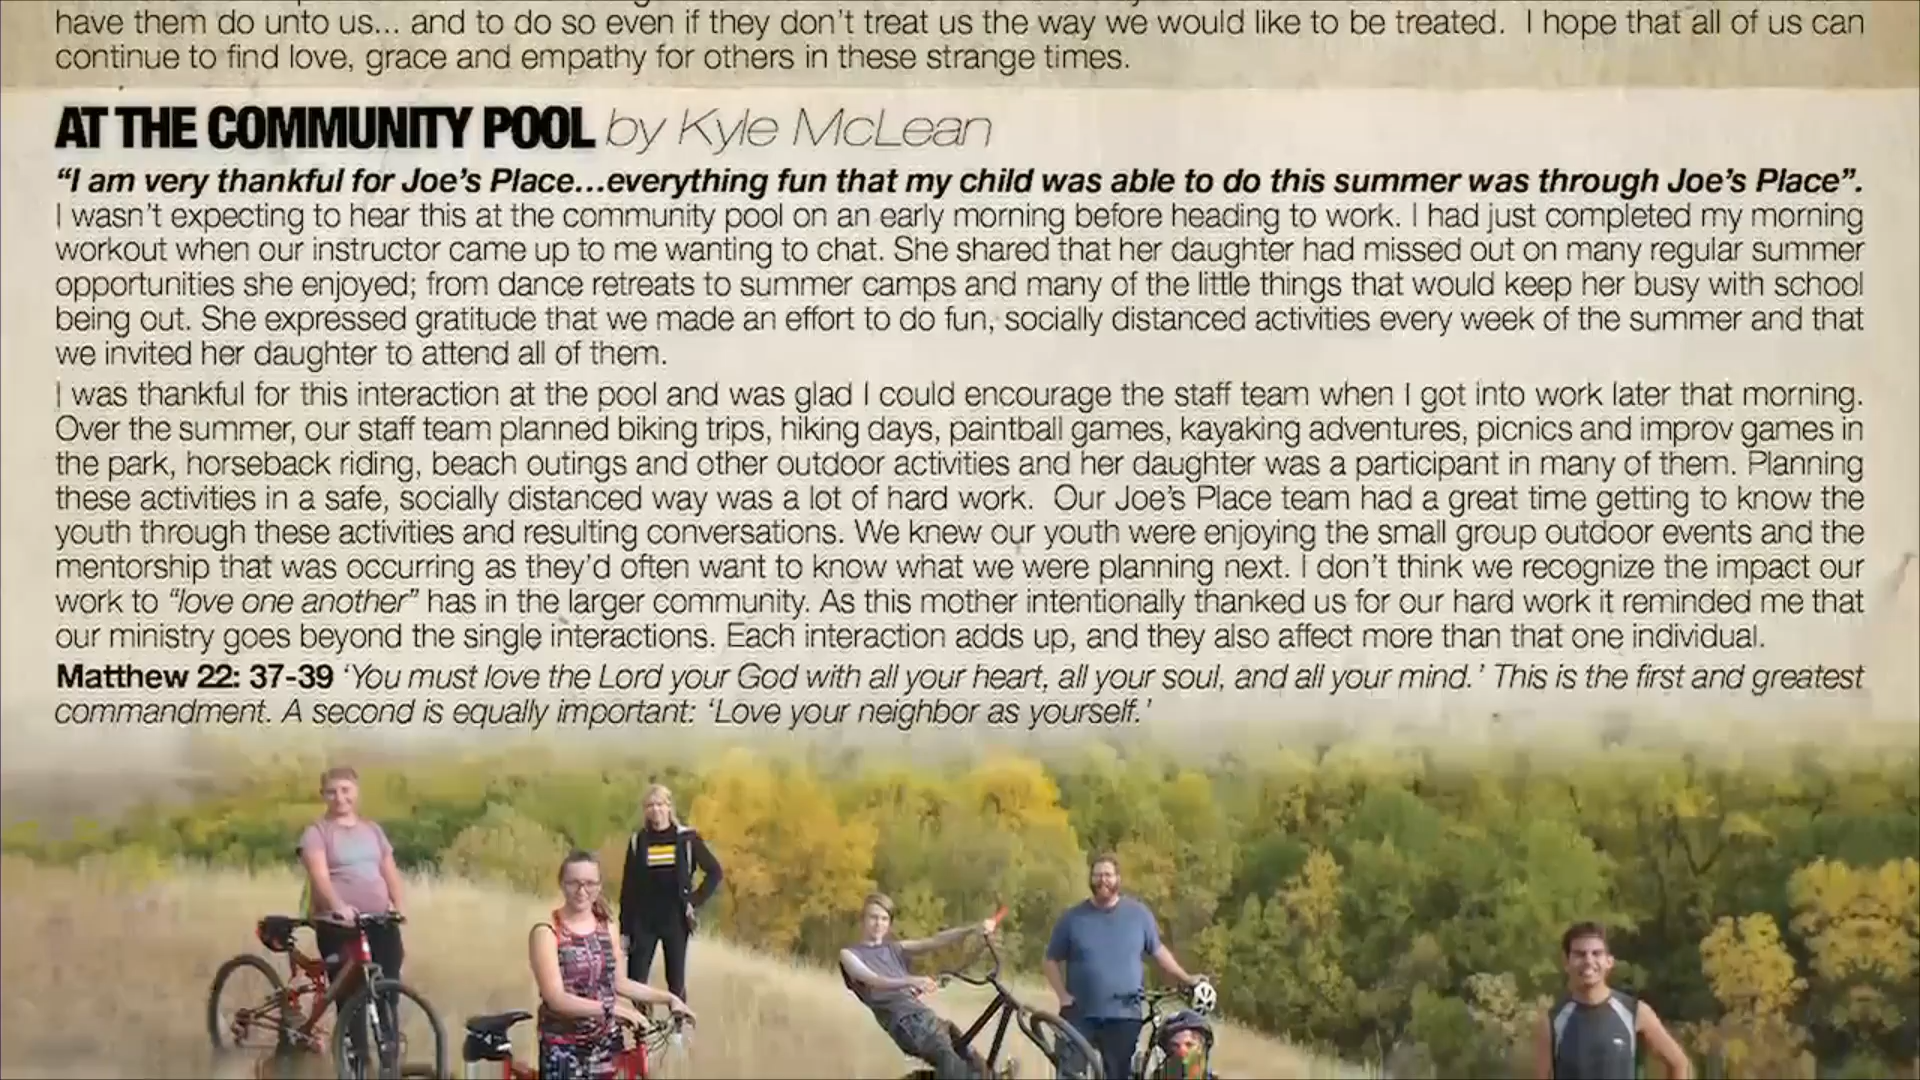 have them do unto us... and to do so even if they don't treat us the way we would like to be treated.  I hope that all of us can
continue to find love, grace and empathy for others in these strange times.
AT THE COMMUNITY POOL by Kyle McLean
“I am very thankful for Joe’s Place...everything fun that my child was able to do this summer was through Joe’s Place”.
I wasn’t expecting to hear this at the community pool on an early morning before heading to work. I had just completed my morning
workout when our instructor came up to me wanting to chat. She shared that her daughter had missed out on many regular summer
opportunities she enjoyed; from dance retreats to summer camps and many of the little things that would keep her busy with school
being out. She expressed gratitude that we made an effort to do fun, socially distanced activities every week of the summer and that
we invited her daughter to attend all of them.
I was thankful for this interaction at the pool and was glad I could encourage the staff team when I got into work later that morning.
Over the summer, our staff team planned biking trips, hiking days, paintball games, kayaking adventures, picnics and improv games in
the park, horseback riding, beach outings and other outdoor activities and her daughter was a participant in many of them. Planning
these activities in a safe, socially distanced way was a lot of hard work.  Our Joe’s Place team had a great time getting to know the
youth through these activities and resulting conversations. We knew our youth were enjoying the small group outdoor events and the
mentorship that was occurring as they’d often want to know what we were planning next. I don’t think we recognize the impact our
work to “love one another” has in the larger community. As this mother intentionally thanked us for our hard work it reminded me that
our ministry goes beyond the single interactions. Each interaction adds up, and they also affect more than that one individual.
Matthew 22: 37-39 ‘You must love the Lord your God with all your heart, all your soul, and all your mind.’ This is the first and greatest
commandment. A second is equally important: ‘Love your neighbor as yourself.’